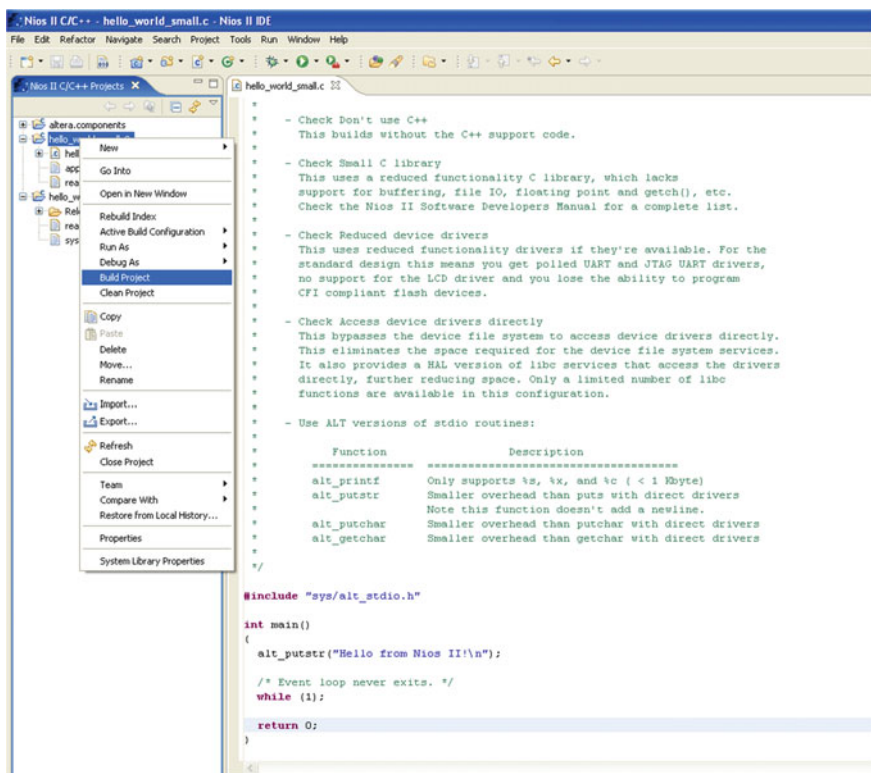 Nios II C/C++ - hello_world_small.c - Nios II IDE
File Edit Refactor Navigate Search Project Tools Run Window Help
Nios II C/C++ Projects
altera.components
New
Go Into
Open in New Window
Rebuild Index
Active Build Configuration
Run As
Debug As
Build Project
Clean Project
Copy
Paste
Delete
Move...
Rename
Import...
Export...
Refresh
Close Project
Team
Compare With
Restore from Local History...
Properties
System Library Properties
hello_world_small.c
*
* - Check Don't use C++
* This builds without the C++ support code.
*
* - Check Small C library
* This uses a reduced functionality C library, which lacks
* support for buffering, file IO, floating point and getch(), etc.
* Check the Nios II Software Developers Manual for a complete list.
*
* - Check Reduced device drivers
* This uses reduced functionality drivers if they're available. For the
* standard design this means you get polled UART and JTAG UART drivers,
* no support for the LCD driver and you lose the ability to program
* CFI compliant flash devices.
*
* - Check Access device drivers directly
* This bypasses the device file system to access device drivers directly.
* This eliminates the space required for the device file system services.
* It also provides a HAL version of libc services that access the drivers
* directly, further reducing space. Only a limited number of libc
* functions are available in this configuration.
*
* - Use ALT versions of stdio routines:
*
* Function Description
* =============== =====================================
* alt_printf Only supports %s, %x, and %c ( < 1 Kbyte)
* alt_putstr Smaller overhead than puts with direct drivers
* Note this function doesn't add a newline.
* alt_putchar Smaller overhead than putchar with direct drivers
* alt_getchar Smaller overhead than getchar with direct drivers
*
*/
#include "sys/alt_stdio.h"
int main()
{
alt_putstr("Hello from Nios II!\n");
/* Event loop never exits. */
while (1);
return 0;
}